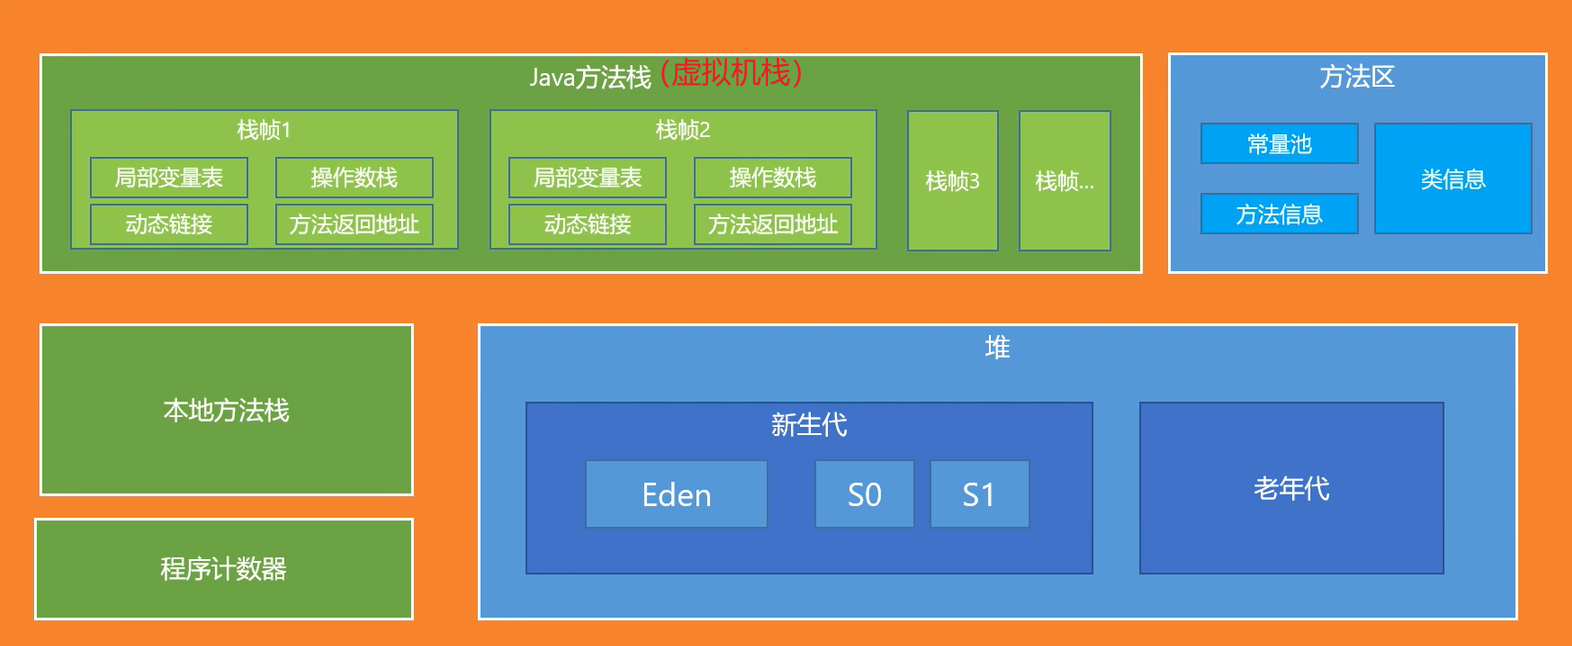 Java方法栈 (虚拟机栈)
栈帧1
局部变量表
操作数栈
动态链接
方法返回地址
栈帧2
局部变量表
操作数栈
动态链接
方法返回地址
栈帧3
栈帧...
方法区
常量池
方法信息
类信息
本地方法栈
程序计数器
堆
新生代
Eden
S0
S1
老年代